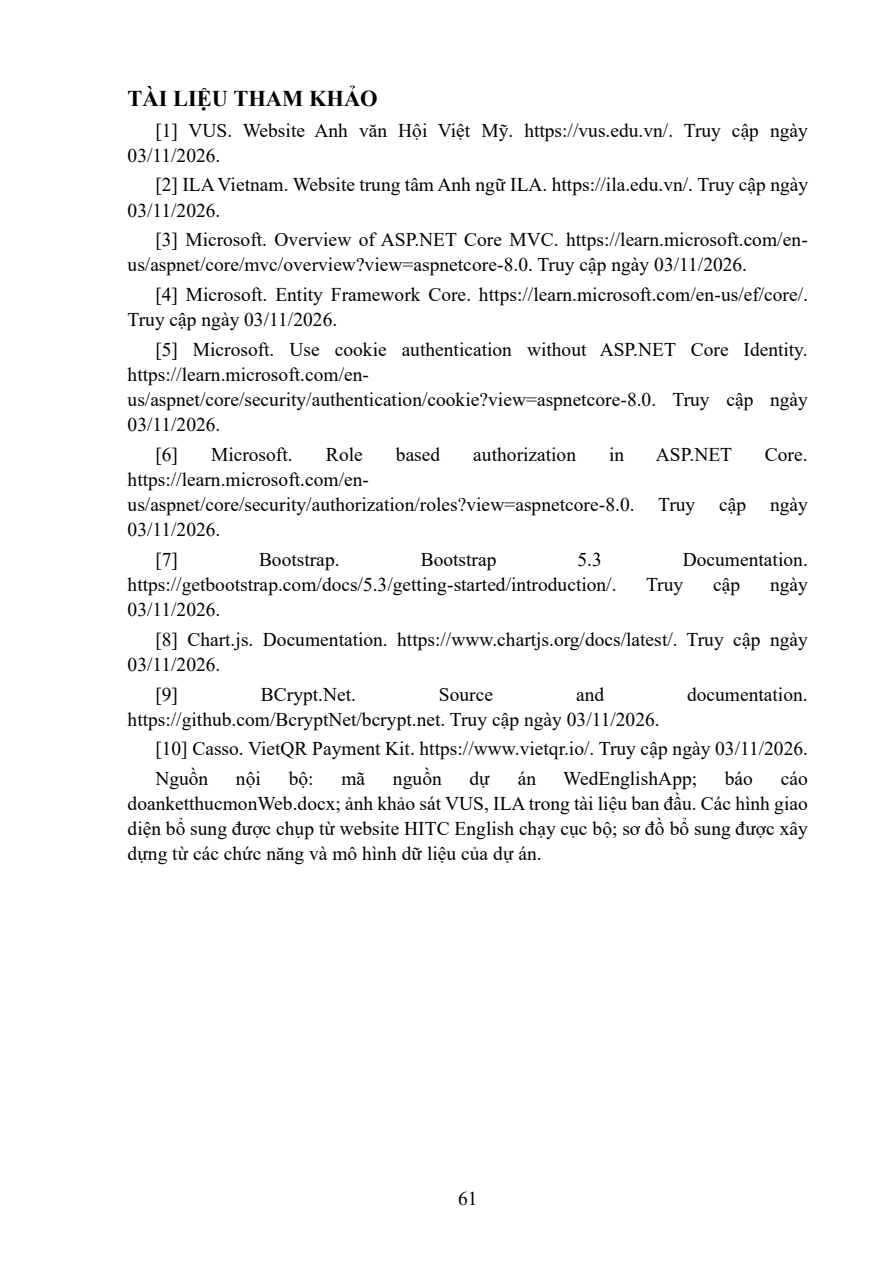 TÀI LIỆU THAM KHẢO
[1] VUS. Website Anh văn Hội Việt Mỹ. https://vus.edu.vn/. Truy cập ngày
03/11/2026.
[2] ILA Vietnam. Website trung tâm Anh ngữ ILA. https://ila.edu.vn/. Truy cập ngày
03/11/2026.
[3] Microsoft. Overview of ASP.NET Core MVC. https://learn.microsoft.com/en-
us/aspnet/core/mvc/overview?view=aspnetcore-8.0. Truy cập ngày 03/11/2026.
[4] Microsoft. Entity Framework Core. https://learn.microsoft.com/en-us/ef/core/.
Truy cập ngày 03/11/2026.
[5] Microsoft. Use cookie authentication without ASP.NET Core Identity.
https://learn.microsoft.com/en-
us/aspnet/core/security/authentication/cookie?view=aspnetcore-8.0. Truy cập ngày
03/11/2026.
[6] Microsoft. Role based authorization in ASP.NET Core.
https://learn.microsoft.com/en-
us/aspnet/core/security/authorization/roles?view=aspnetcore-8.0. Truy cập ngày
03/11/2026.
[7] Bootstrap. Bootstrap 5.3 Documentation.
https://getbootstrap.com/docs/5.3/getting-started/introduction/. Truy cập ngày
03/11/2026.
[8] Chart.js. Documentation. https://www.chartjs.org/docs/latest/. Truy cập ngày
03/11/2026.
[9] BCrypt.Net. Source and documentation.
https://github.com/BcryptNet/bcrypt.net. Truy cập ngày 03/11/2026.
[10] Casso. VietQR Payment Kit. https://www.vietqr.io/. Truy cập ngày 03/11/2026.
Nguồn nội bộ: mã nguồn dự án WedEnglishApp; báo cáo
doanketthucmonWeb.docx; ảnh khảo sát VUS, ILA trong tài liệu ban đầu. Các hình giao
diện bổ sung được chụp từ website HITC English chạy cục bộ; sơ đồ bổ sung được xây
dựng từ các chức năng và mô hình dữ liệu của dự án.
61